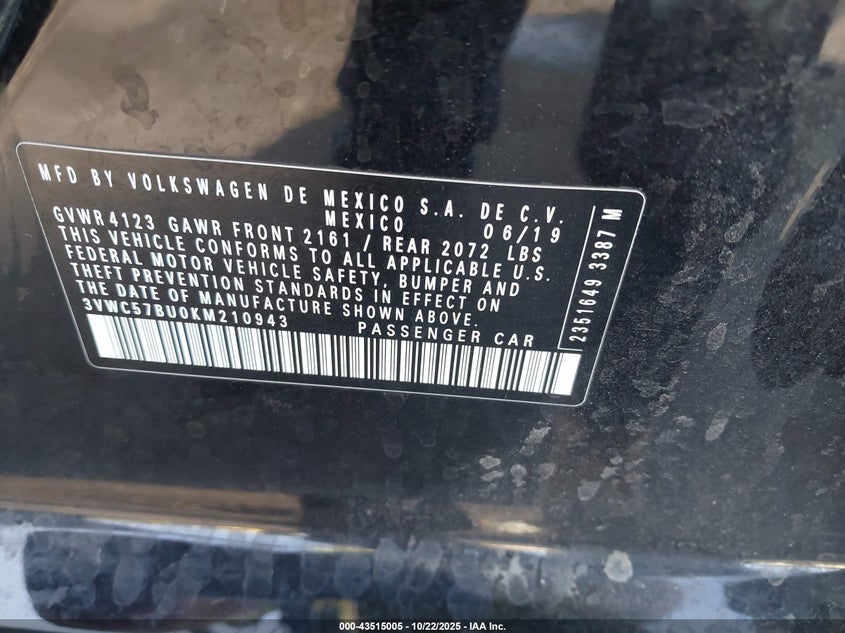 MFD BY VOLKSWAGEN DE MEXICO S.A. DE C.V.
MEXICO 06/19
GVWR 4123 GAWR FRONT 2161 / REAR 2072 LBS
THIS VEHICLE CONFORMS TO ALL APPLICABLE U.S.
FEDERAL MOTOR VEHICLE SAFETY, BUMPER AND
THEFT PREVENTION STANDARDS IN EFFECT ON
THE DATE OF MANUFACTURE SHOWN ABOVE.
3VWC57BU0KM210943 PASSENGER CAR
2351649 3387 M
000-43515005 - 10/22/2025 - IAA Inc.